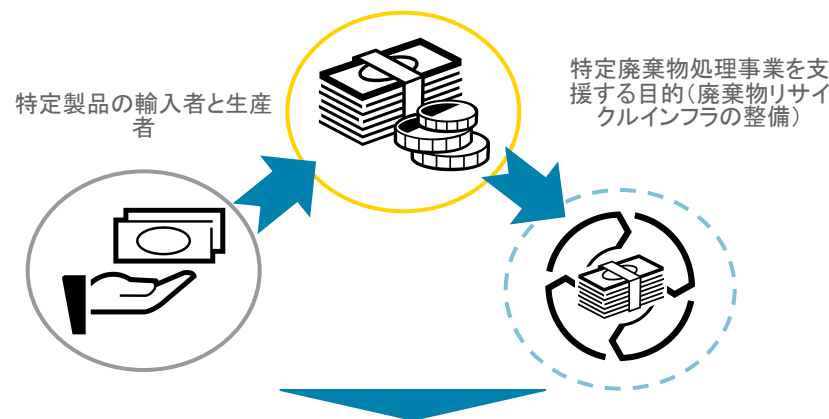 特定製品の輸入者と生産
者
特定廃棄物処理事業を支
援する目的（廃棄物リサイ
クルインフラの整備）